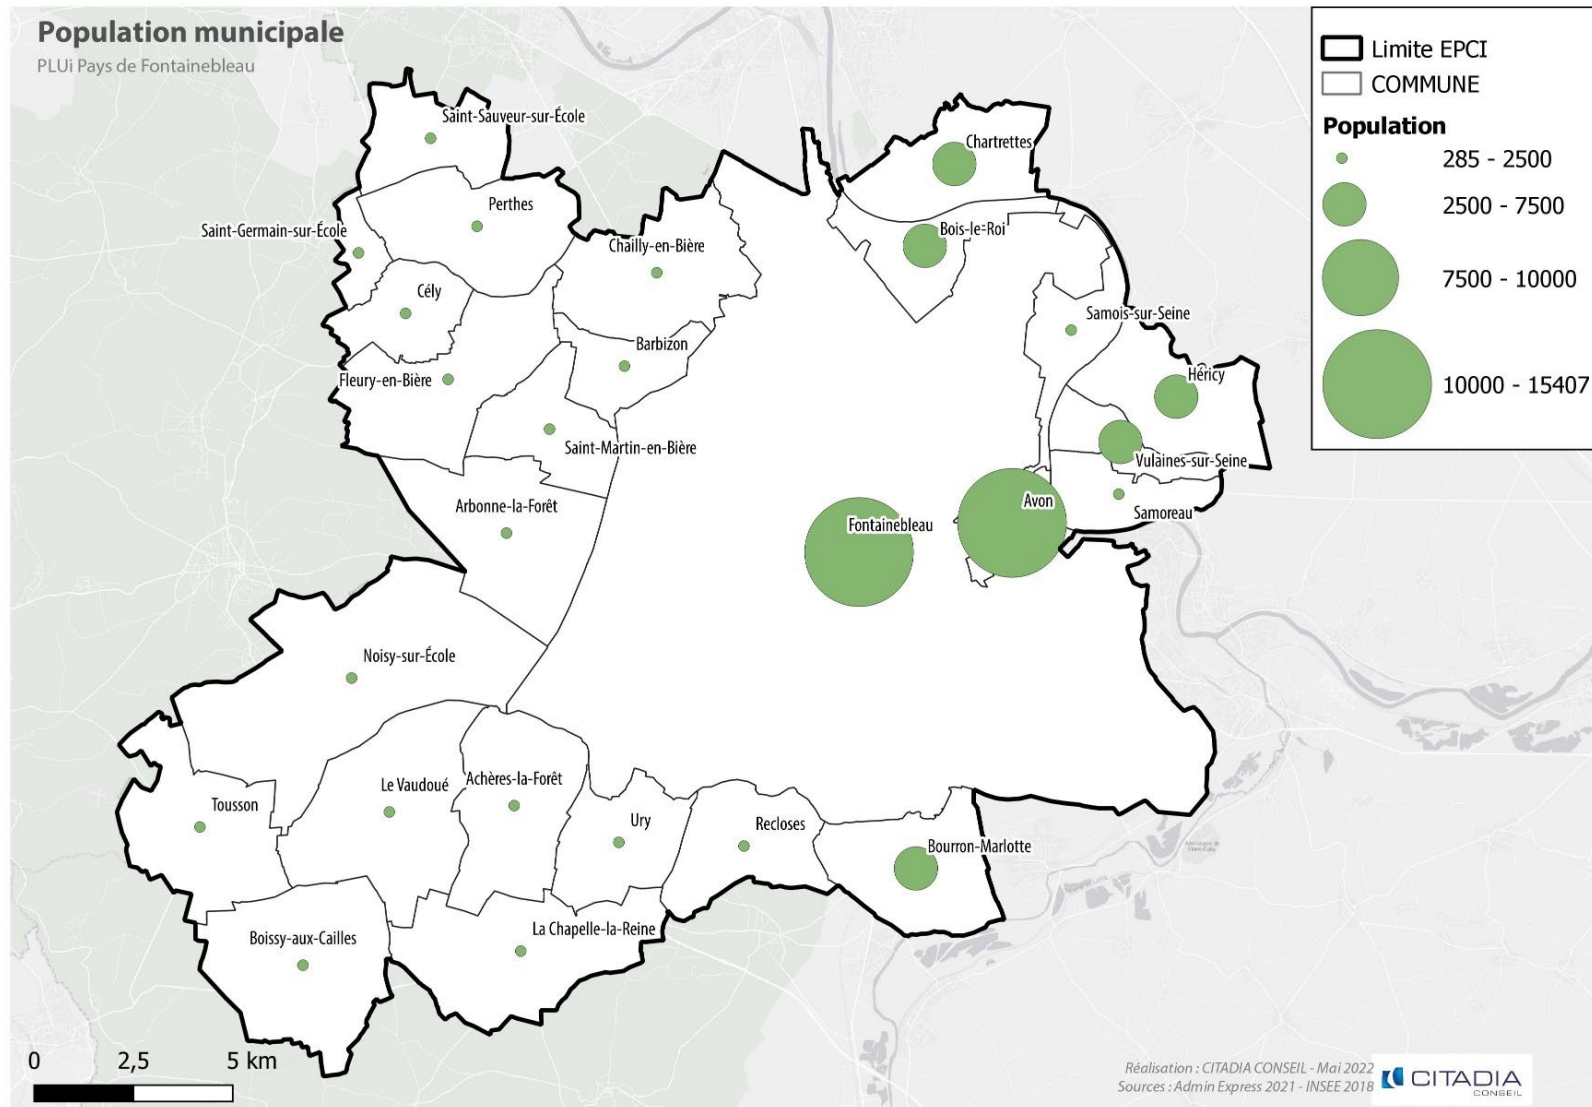 Population municipale
PLUi Pays de Fontainebleau
Limite EPCI
COMMUNE
Population
285 - 2500
2500 - 7500
7500 - 10000
10000 - 15407
Saint-Sauveur-sur-École
Chartrettes
Perthes
Saint-Germain-sur-École
Bois-le-Roi
Chailly-en-Bière
Cély
Samois-sur-Seine
Barbizon
Fleury-en-Bière
Héricy
Saint-Martin-en-Bière
Vulaines-sur-Seine
Arbonne-la-Forêt
Avon
Samoreau
Fontainebleau
Noisy-sur-École
Achères-la-Forêt
Le Vaudoué
Tousson
Ury
Recloses
Bourron-Marlotte
La Chapelle-la-Reine
Boissy-aux-Cailles
0 2,5 5 km
Réalisation : CITADIA CONSEIL - Mai 2022
Sources : Admin Express 2021 - INSEE 2018
CITADIA
CONSEIL